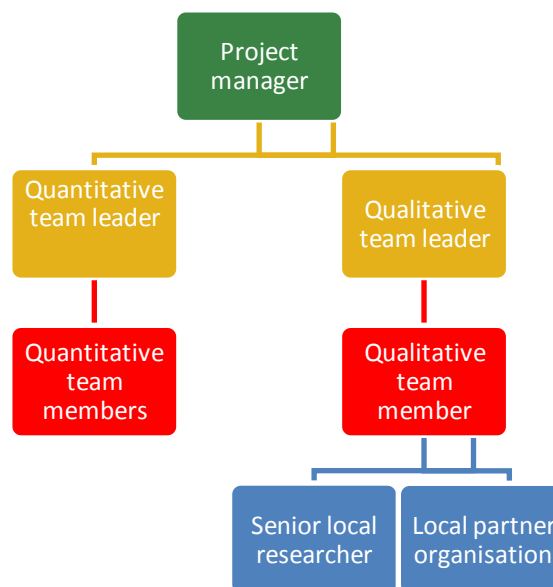 Project
manager
Quantitative
team leader
Qualitative
team leader
Quantitative
team
members
Qualitative
team
member
Senior local
researcher
Local partner
organisation